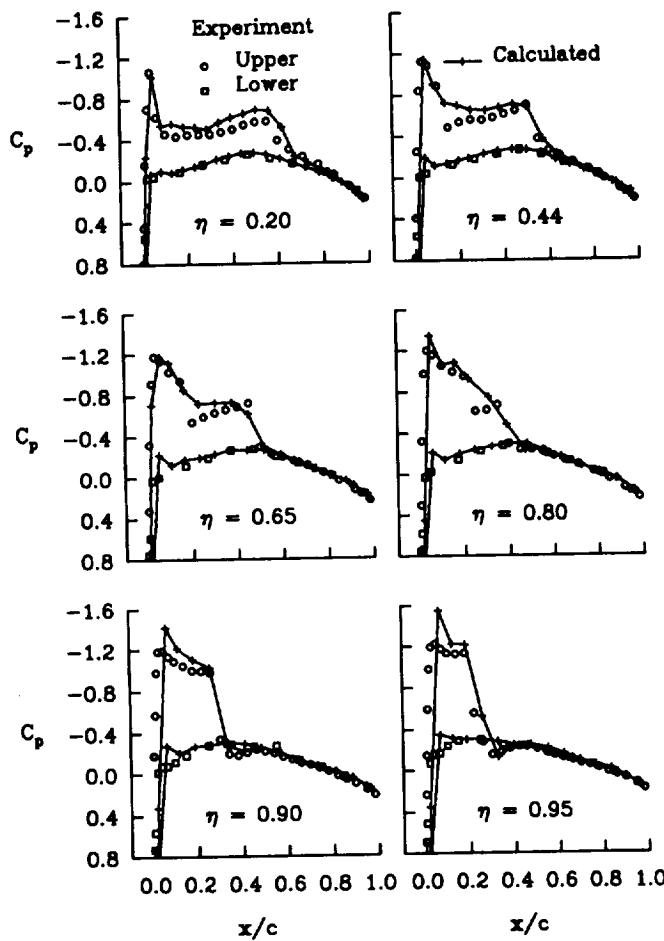 Experiment
Upper
Lower
Calculated
-1.6
-1.2
-0.8
-0.4
0.0
0.4
0.8
Cp
η = 0.20
η = 0.44
-1.6
-1.2
-0.8
-0.4
0.0
0.4
0.8
Cp
η = 0.65
η = 0.80
-1.6
-1.2
-0.8
-0.4
0.0
0.4
0.8
Cp
η = 0.90
η = 0.95
0.0 0.2 0.4 0.6 0.8 1.0
0.0 0.2 0.4 0.6 0.8 1.0
x/c
x/c